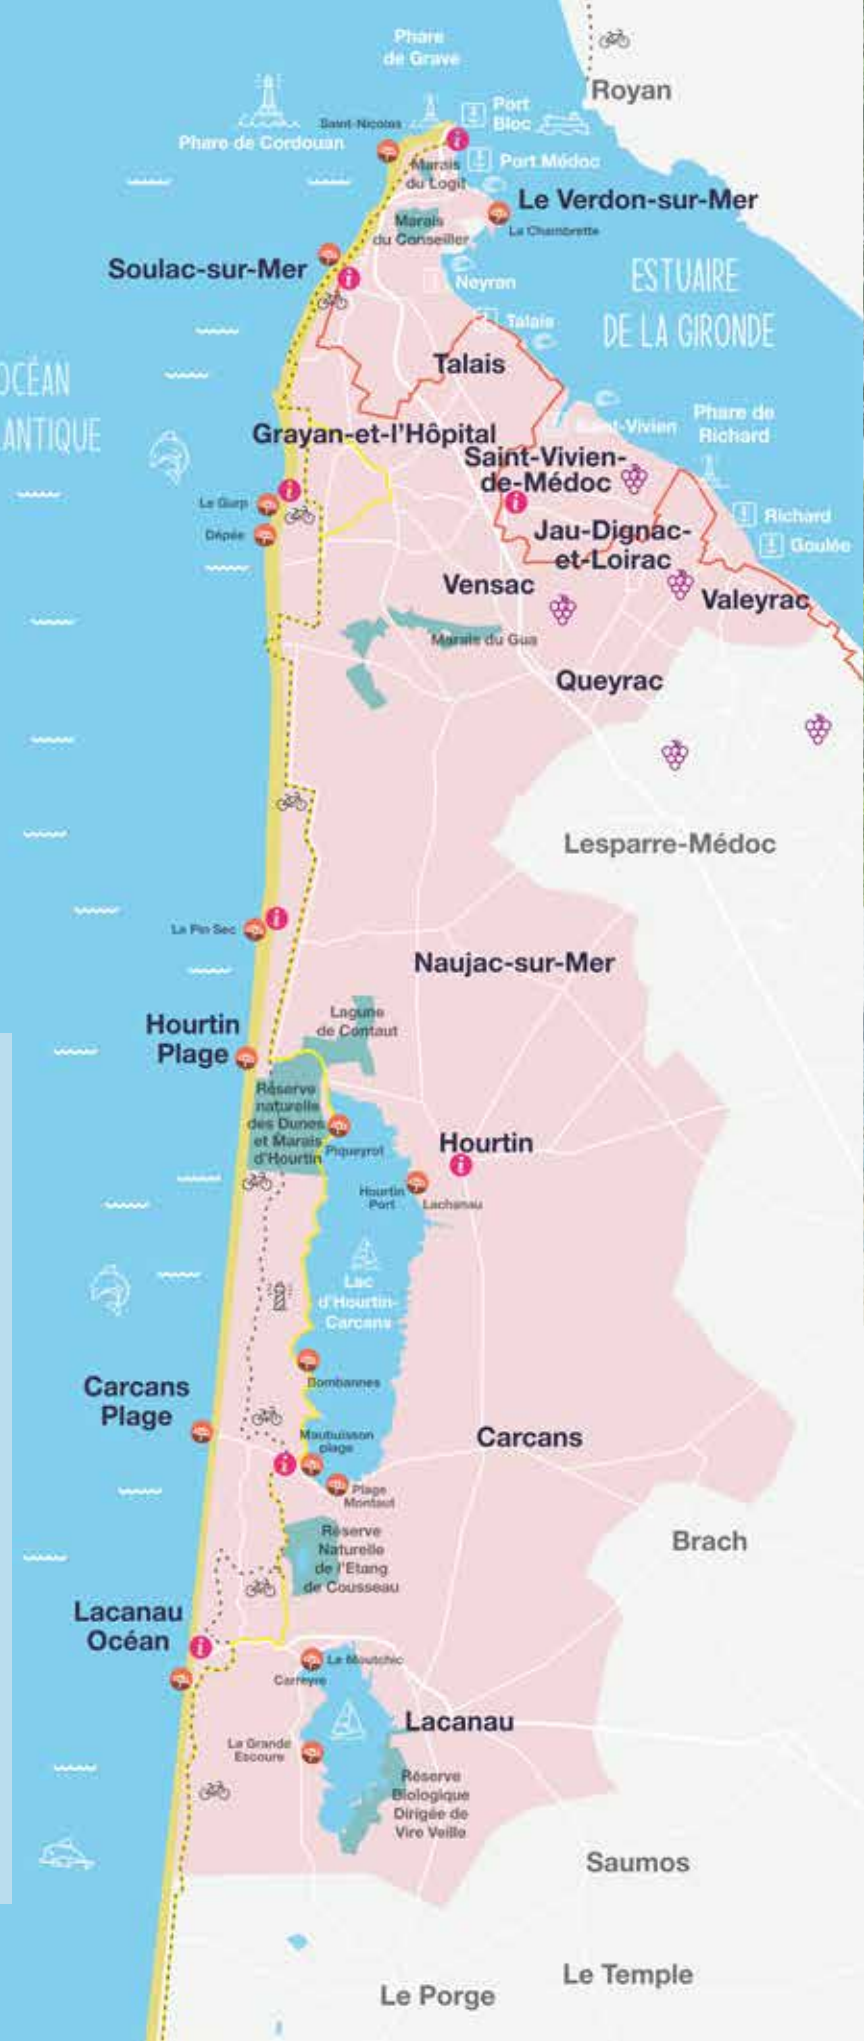 Phare
de Grave
Royan
Port
Bloc
Saint-Nicolas
Phare de Cordouan
Marais
du Logit
Port Médoc
Le Verdon-sur-Mer
La Chambrette
Marais
du Conseiller
Soulac-sur-Mer
Neyran
ESTUAIRE
DE LA GIRONDE
Talais
Talais
OCÉAN
ANTIQUE
Grayan-et-l'Hôpital
Saint-Vivien
Phare de
Richard
Saint-Vivien-
de-Médoc
Le Gurp
Dépée
Richard
Goulée
Jau-Dignac-
et-Loirac
Vensac
Valeyrac
Marais du Gua
Queyrac
Lesparre-Médoc
Le Pin Sec
Naujac-sur-Mer
Lagune
de Contaut
Hourtin
Plage
Réserve
naturelle
des Dunes
et Marais
d'Hourtin
Piqueyrot
Hourtin
Hourtin
Port
Lachanau
Lac
d'Hourtin-
Carcans
Bombannes
Carcans
Plage
Maubuisson
plage
Carcans
Plage
Montaut
Réserve
Naturelle
de l'Etang
de Cousseau
Brach
Lacanau
Océan
Le Moutchic
Carreyre
Lacanau
La Grande
Escoure
Réserve
Biologique
Dirigée de
Vire Veille
Saumos
Le Temple
Le Porge